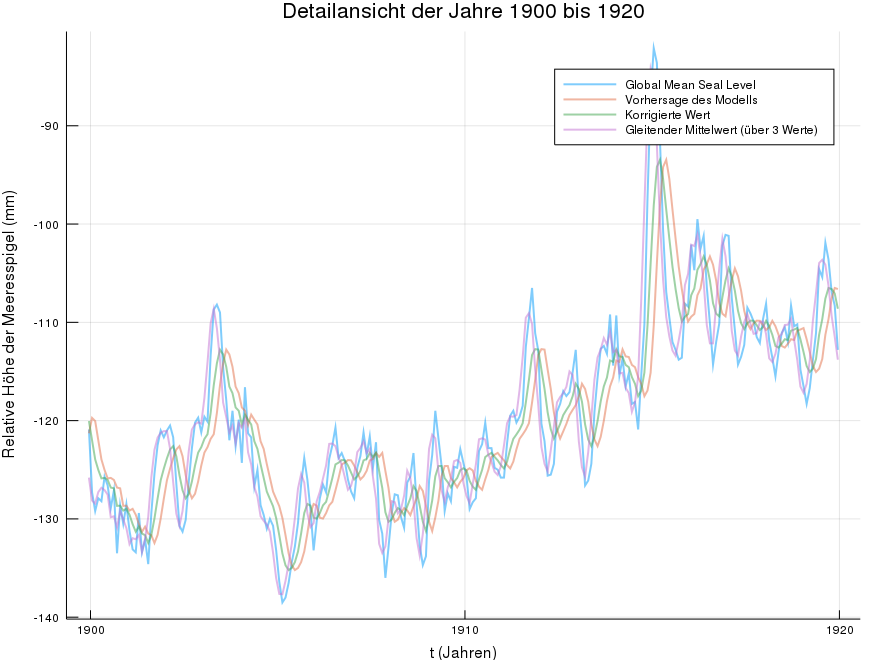 Detailansicht der Jahre 1900 bis 1920
Global Mean Seal Level
Vorhersage des Modells
Korrigierte Wert
Gleitender Mittelwert (über 3 Werte)
Relative Höhe der Meeresspigel (mm)
-90
-100
-110
-120
-130
-140
1900
1910
1920
t (Jahren)